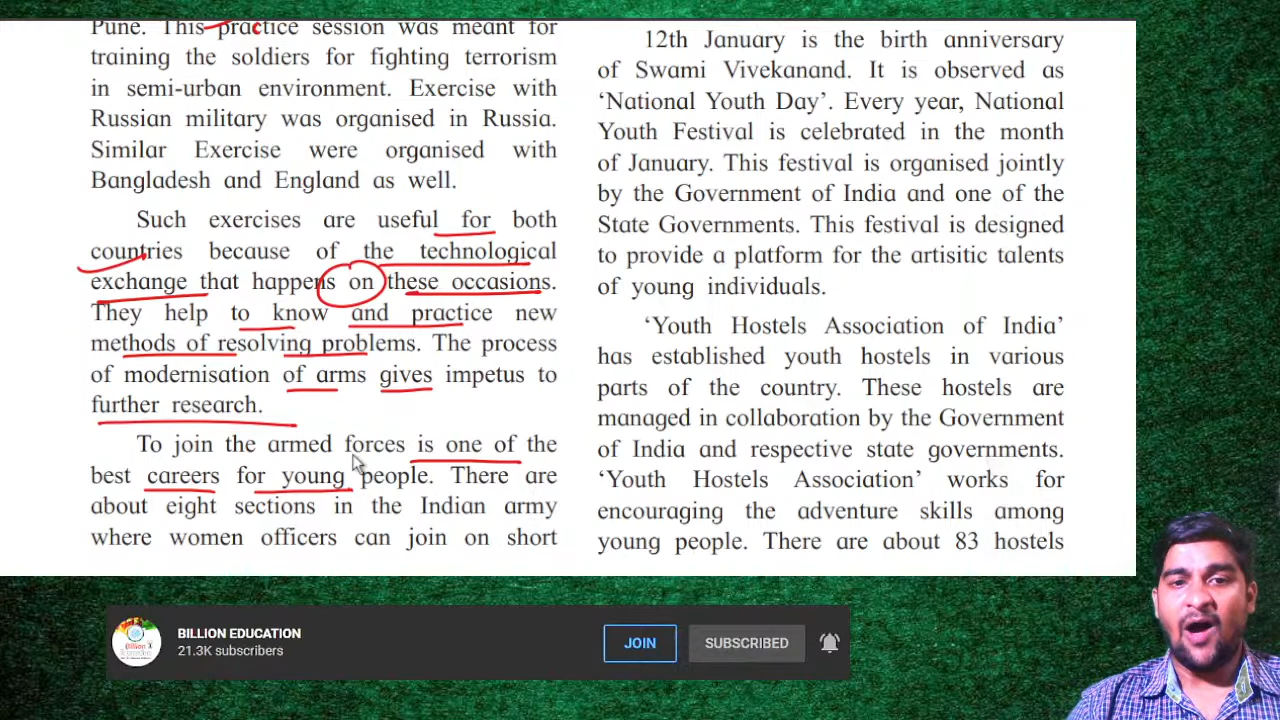 Pune. This practice session was meant for
training the soldiers for fighting terrorism
in semi-urban environment. Exercise with
Russian military was organised in Russia.
Similar Exercise were organised with
Bangladesh and England as well.
Such exercises are useful for both
countries because of the technological
exchange that happens on these occasions.
They help to know and practice new
methods of resolving problems. The process
of modernisation of arms gives impetus to
further research.
To join the armed forces is one of the
best careers for young people. There are
about eight sections in the Indian army
where women officers can join on short
12th January is the birth anniversary
of Swami Vivekanand. It is observed as
‘National Youth Day’. Every year, National
Youth Festival is celebrated in the month
of January. This festival is organised jointly
by the Government of India and one of the
State Governments. This festival is designed
to provide a platform for the artisitic talents
of young individuals.
‘Youth Hostels Association of India’
has established youth hostels in various
parts of the country. These hostels are
managed in collaboration by the Government
of India and respective state governments.
‘Youth Hostels Association’ works for
encouraging the adventure skills among
young people. There are about 83 hostels
BILLION EDUCATION
21.3K subscribers
JOIN
SUBSCRIBED